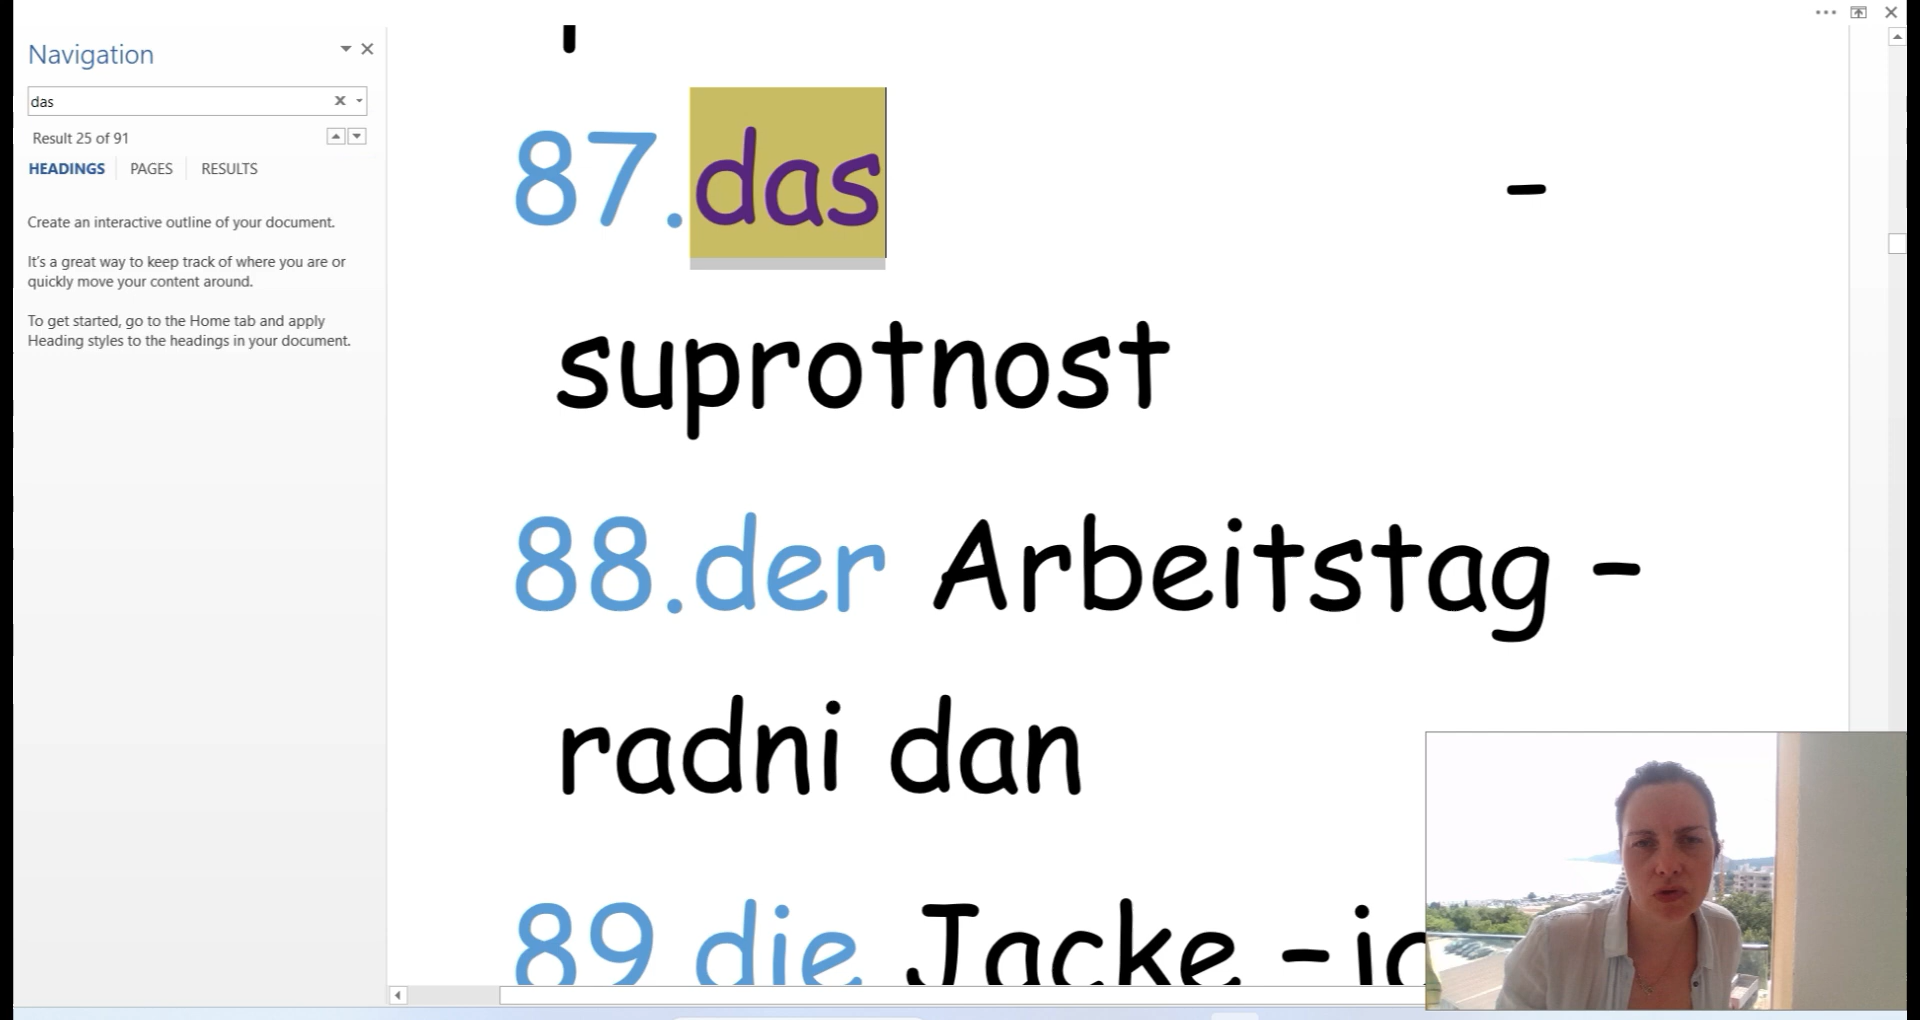 Navigation
das
Result 25 of 91
HEADINGS PAGES RESULTS
Create an interactive outline of your document.
It's a great way to keep track of where you are or
quickly move your content around.
To get started, go to the Home tab and apply
Heading styles to the headings in your document.
87.das -
suprotnost
88.der Arbeitstag -
radni dan
89 die Jacke -